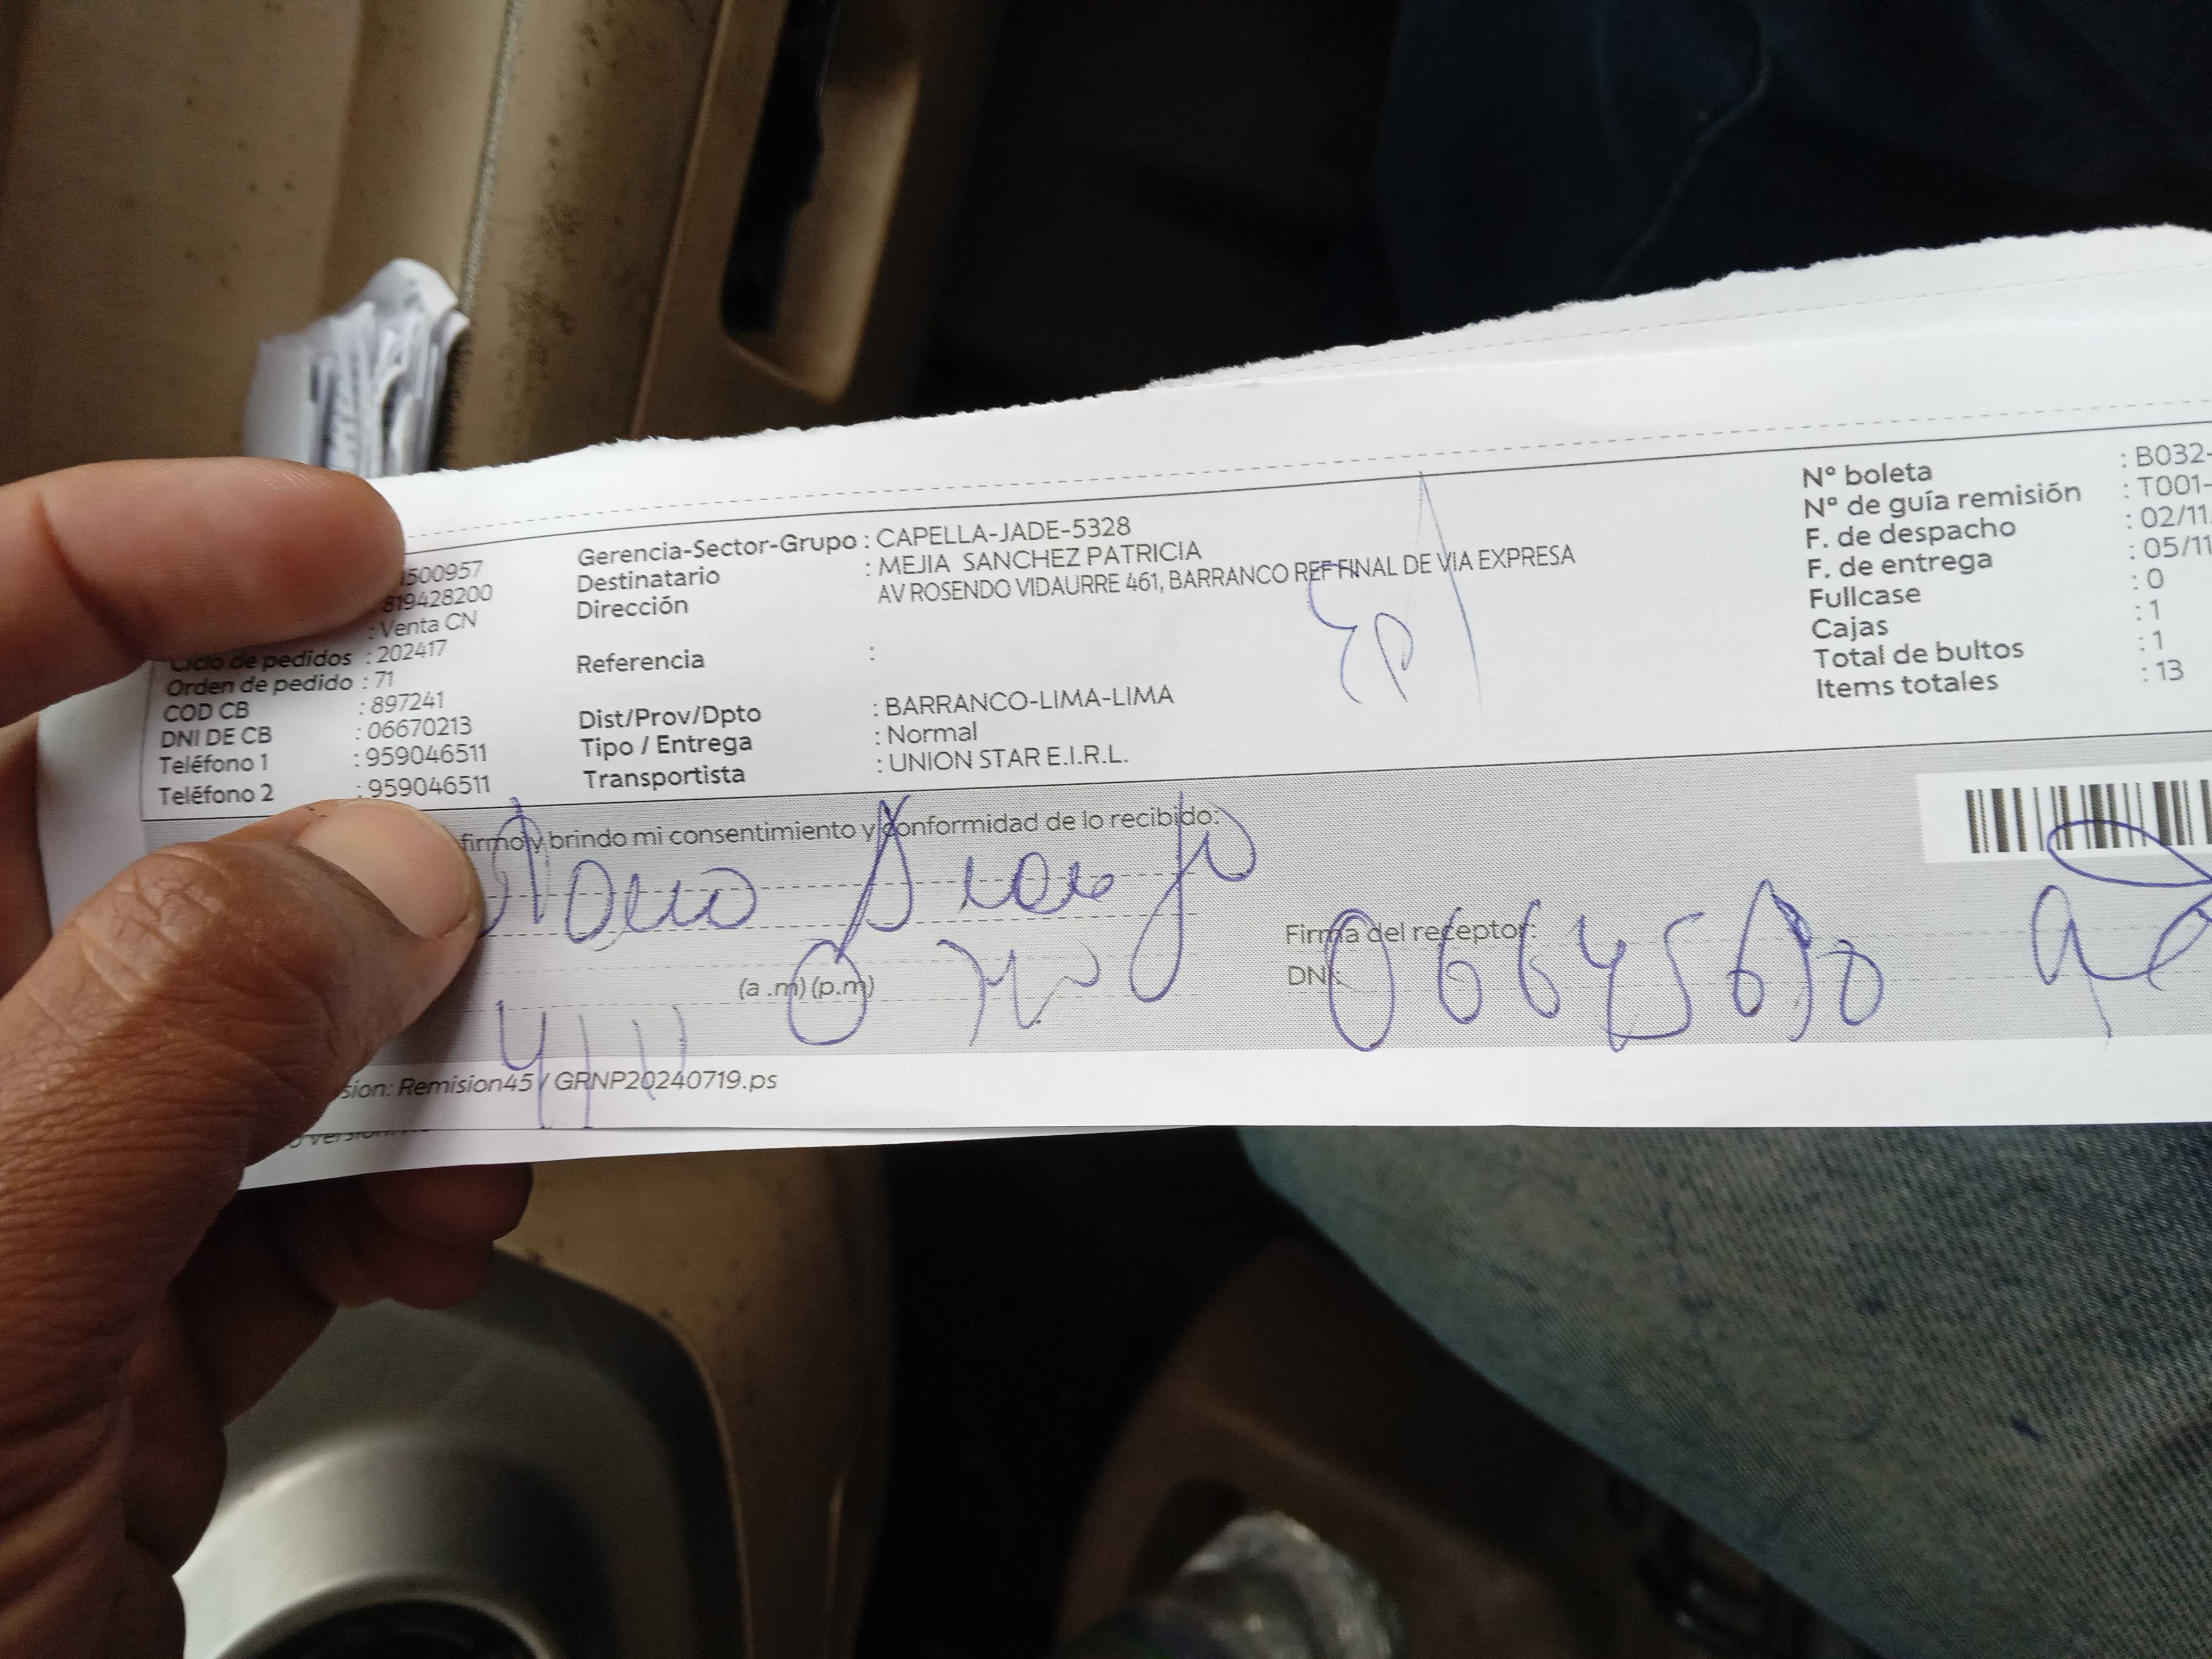 1500957
819428200
: Venta CN
Ciclo de pedidos : 202417
Orden de pedido : 71
COD CB : 897241
DNI DE CB : 06670213
Teléfono 1 : 959046511
Teléfono 2 : 959046511
Gerencia-Sector-Grupo : CAPELLA-JADE-5328
Destinatario : MEJIA SANCHEZ PATRICIA
Dirección AV ROSENDO VIDAURRE 461, BARRANCO REF FINAL DE VIA EXPRESA
Referencia :
Dist/Prov/Dpto : BARRANCO-LIMA-LIMA
Tipo / Entrega : Normal
Transportista : UNION STAR E.I.R.L.
N° boleta : B032-
N° de guía remisión : T001-
F. de despacho : 02/11
F. de entrega : 05/11
Fullcase : 0
Cajas : 1
Total de bultos : 1
Items totales : 13
firmo y brindo mi consentimiento y conformidad de lo recibido:
Firma del receptor:
(a .m) (p.m)
DNI:
4/11
sion: Remision45 / GRNP20240719.ps